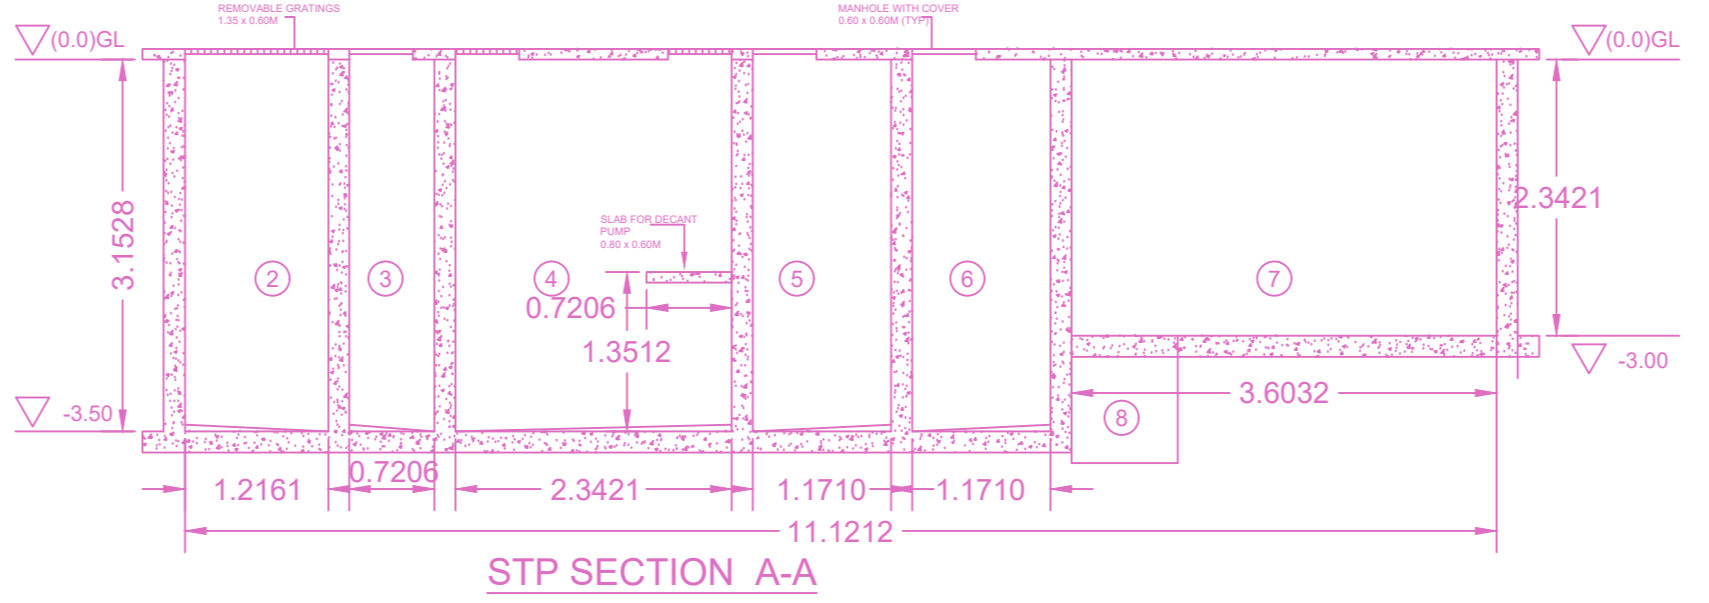 REMOVABLE GRATINGS
1.35 x 0.60M
MANHOLE WITH COVER
0.60 x 0.60M (TYP)
(0.0)GL
(0.0)GL
3.1528
2.3421
SLAB FOR DECANT
PUMP
0.80 x 0.60M
2
3
4
5
6
7
0.7206
1.3512
-3.00
-3.50
3.6032
8
0.7206
1.2161
2.3421
1.1710
1.1710
11.1212
STP SECTION A-A